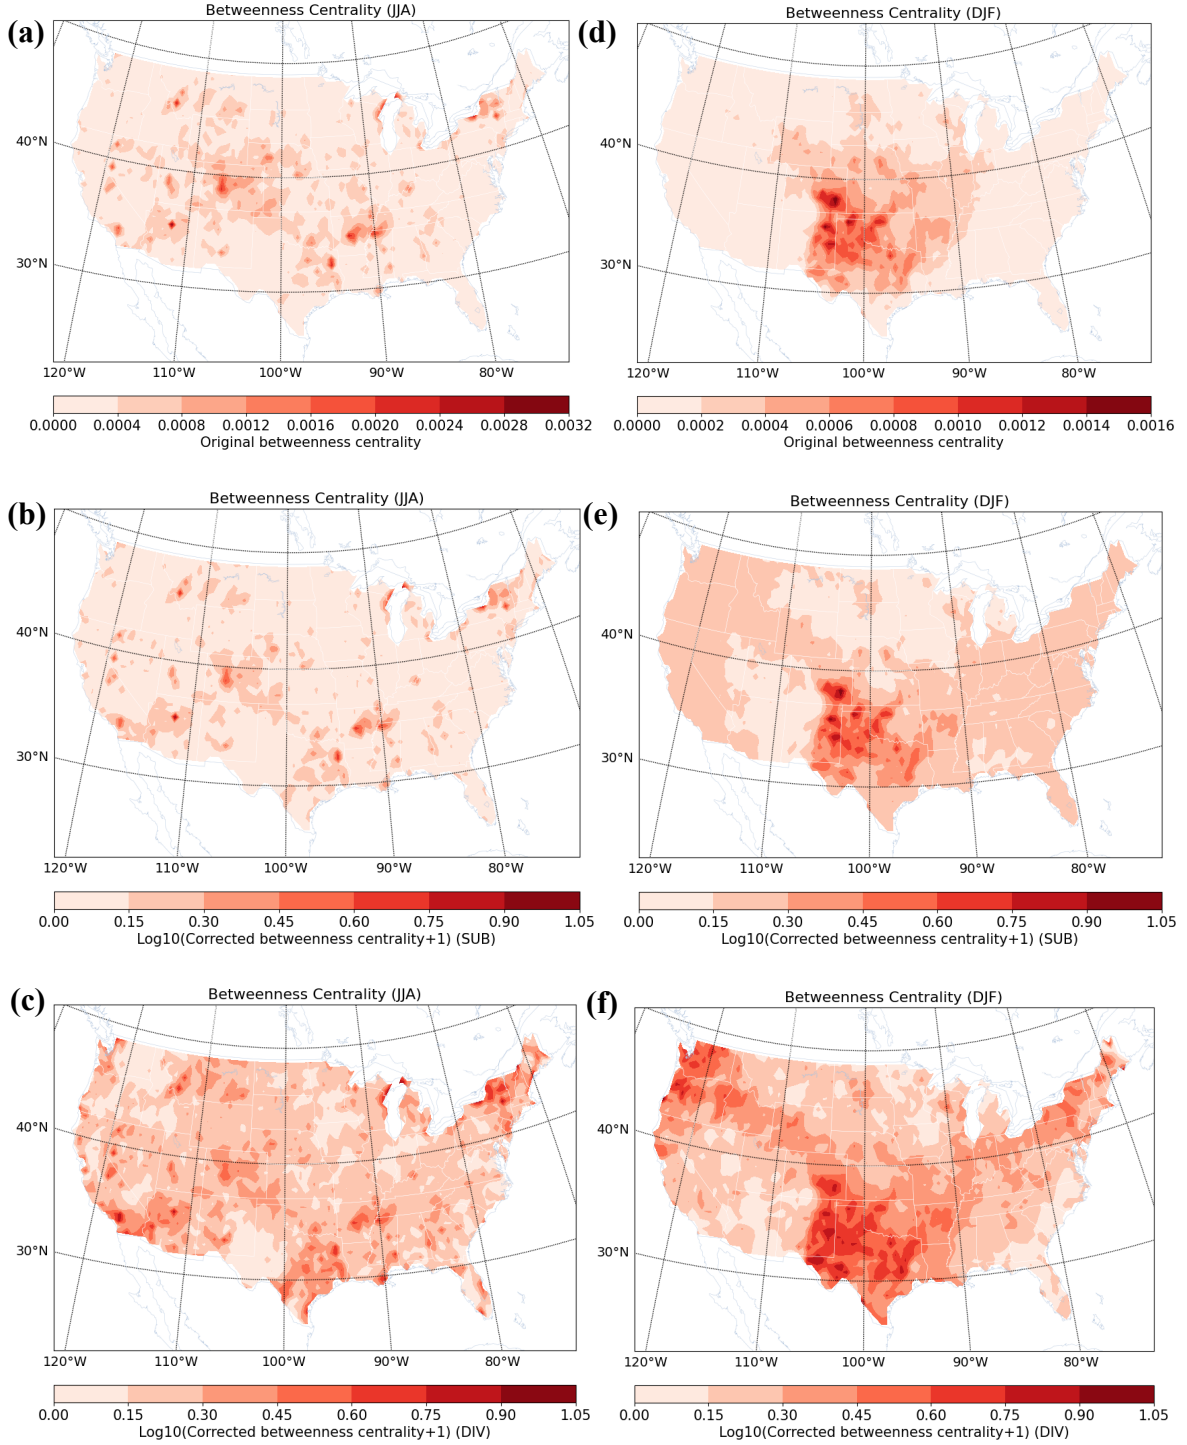 (a)
Betweenness Centrality (JJA)
40°N
30°N
120°W 110°W 100°W 90°W 80°W
0.0000 0.0004 0.0008 0.0012 0.0016 0.0020 0.0024 0.0028 0.0032
Original betweenness centrality
(d)
Betweenness Centrality (DJF)
40°N
30°N
120°W 110°W 100°W 90°W 80°W
0.0000 0.0002 0.0004 0.0006 0.0008 0.0010 0.0012 0.0014 0.0016
Original betweenness centrality
(b)
Betweenness Centrality (JJA)
40°N
30°N
120°W 110°W 100°W 90°W 80°W
0.00 0.15 0.30 0.45 0.60 0.75 0.90 1.05
Log10(Corrected betweenness centrality+1) (SUB)
(e)
Betweenness Centrality (DJF)
40°N
30°N
120°W 110°W 100°W 90°W 80°W
0.00 0.15 0.30 0.45 0.60 0.75 0.90 1.05
Log10(Corrected betweenness centrality+1) (SUB)
(c)
Betweenness Centrality (JJA)
40°N
30°N
120°W 110°W 100°W 90°W 80°W
0.00 0.15 0.30 0.45 0.60 0.75 0.90 1.05
Log10(Corrected betweenness centrality+1) (DIV)
(f)
Betweenness Centrality (DJF)
40°N
30°N
120°W 110°W 100°W 90°W 80°W
0.00 0.15 0.30 0.45 0.60 0.75 0.90 1.05
Log10(Corrected betweenness centrality+1) (DIV)